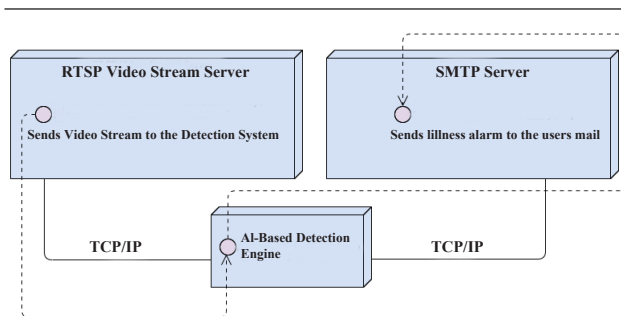 RTSP Video Stream Server
SMTP Server
Sends Video Stream to the Detection System
Sends lillness alarm to the users mail
AI-Based Detection
Engine
TCP/IP
TCP/IP